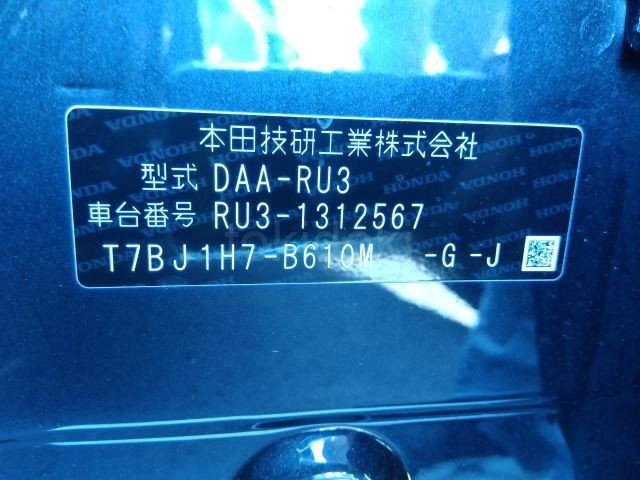 本田技研工業株式会社
型式 DAA-RU3
車台番号 RU3-1312567
T7BJ1H7-B610M -G -J